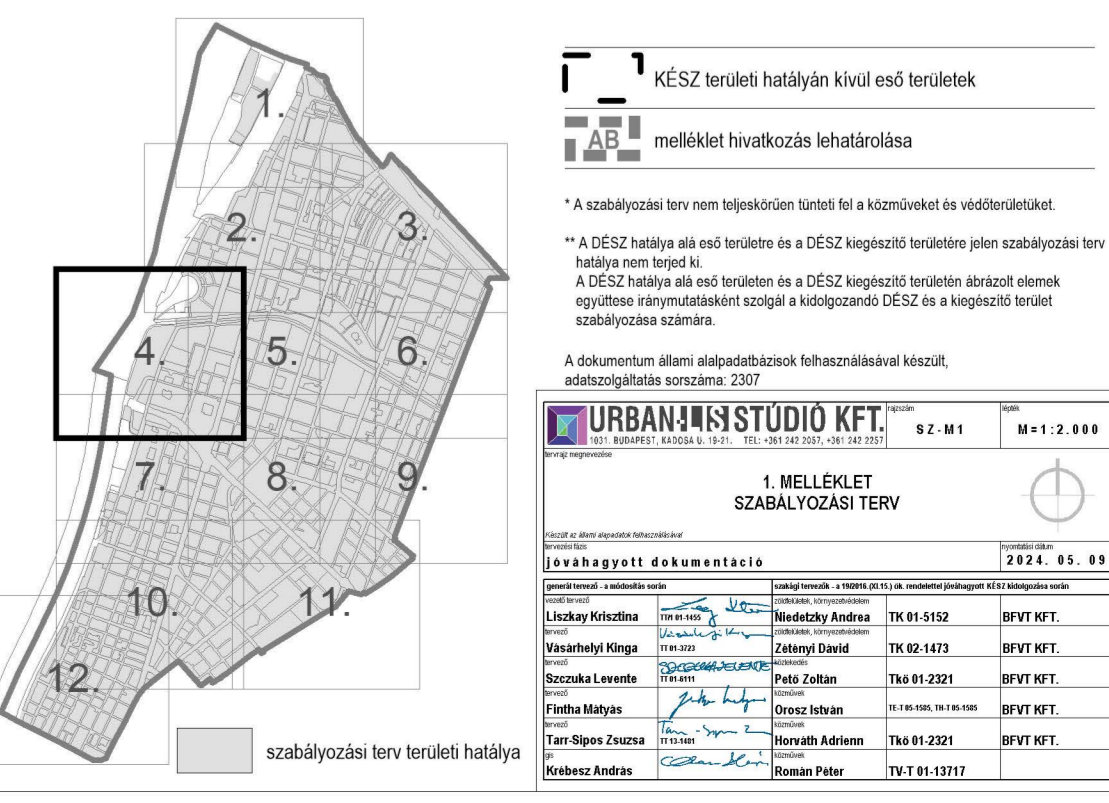 1.
2.
3.
4.
5.
6.
7.
8.
9.
10.
11.
12.
szabályozási terv területi hatálya
KÉSZ területi hatályán kívül eső területek
AB
melléklet hivatkozás lehatárolása
* A szabályozási terv nem teljeskörűen tünteti fel a közműveket és védőterületüket.
** A DÉSZ hatálya alá eső területre és a DÉSZ kiegészítő területére jelen szabályozási terv
hatálya nem terjed ki.
A DÉSZ hatálya alá eső területen és a DÉSZ kiegészítő területén ábrázolt elemek
együttese iránymutatásként szolgál a kidolgozandó DÉSZ és a kiegészítő terület
szabályozása számára.
A dokumentum állami alalpadatbázisok felhasználásával készült,
adatszolgáltatás sorszáma: 2307
STÚDIÓ KFT.
1031. BUDAPEST, KADOSA U. 19-21. TEL: +361 242 2057, +361 242 2257
rajzszám
SZ-M1
lépték
M=1:2.000
tervrajz megnevezése
1. MELLÉKLET
SZABÁLYOZÁSI TERV
Készült az állami alapadatok felhasználásával
tervezési fázis
jóváhagyott dokumentáció
nyomtatási dátum
2024. 05. 09
generál tervező - a módosítás során
szakági tervezők - a 19/2016.(XI.15.) ök. rendelettel jóváhagyott KÉSZ kidolgozása során
vezető tervező
Liszkay Krisztina
TT/1 01-1455
zöldfelületek, környezetvédelem
Niedetzky Andrea
TK 01-5152
BFVT KFT.
tervező
Vásárhelyi Kinga
TT 01-3723
zöldfelületek, környezetvédelem
Zétényi Dávid
TK 02-1473
BFVT KFT.
tervező
Szczuka Levente
TT 01-6111
közlekedés
Pető Zoltán
Tkö 01-2321
BFVT KFT.
tervező
Fintha Mátyás
közművek
Orosz István
TE-T 05-1585, TH-T 05-1585
BFVT KFT.
tervező
Tarr-Sipos Zsuzsa
TT 13-1481
közművek
Horváth Adrienn
Tkö 01-2321
BFVT KFT.
gis
Krébesz András
közművek
Román Péter
TV-T 01-13717